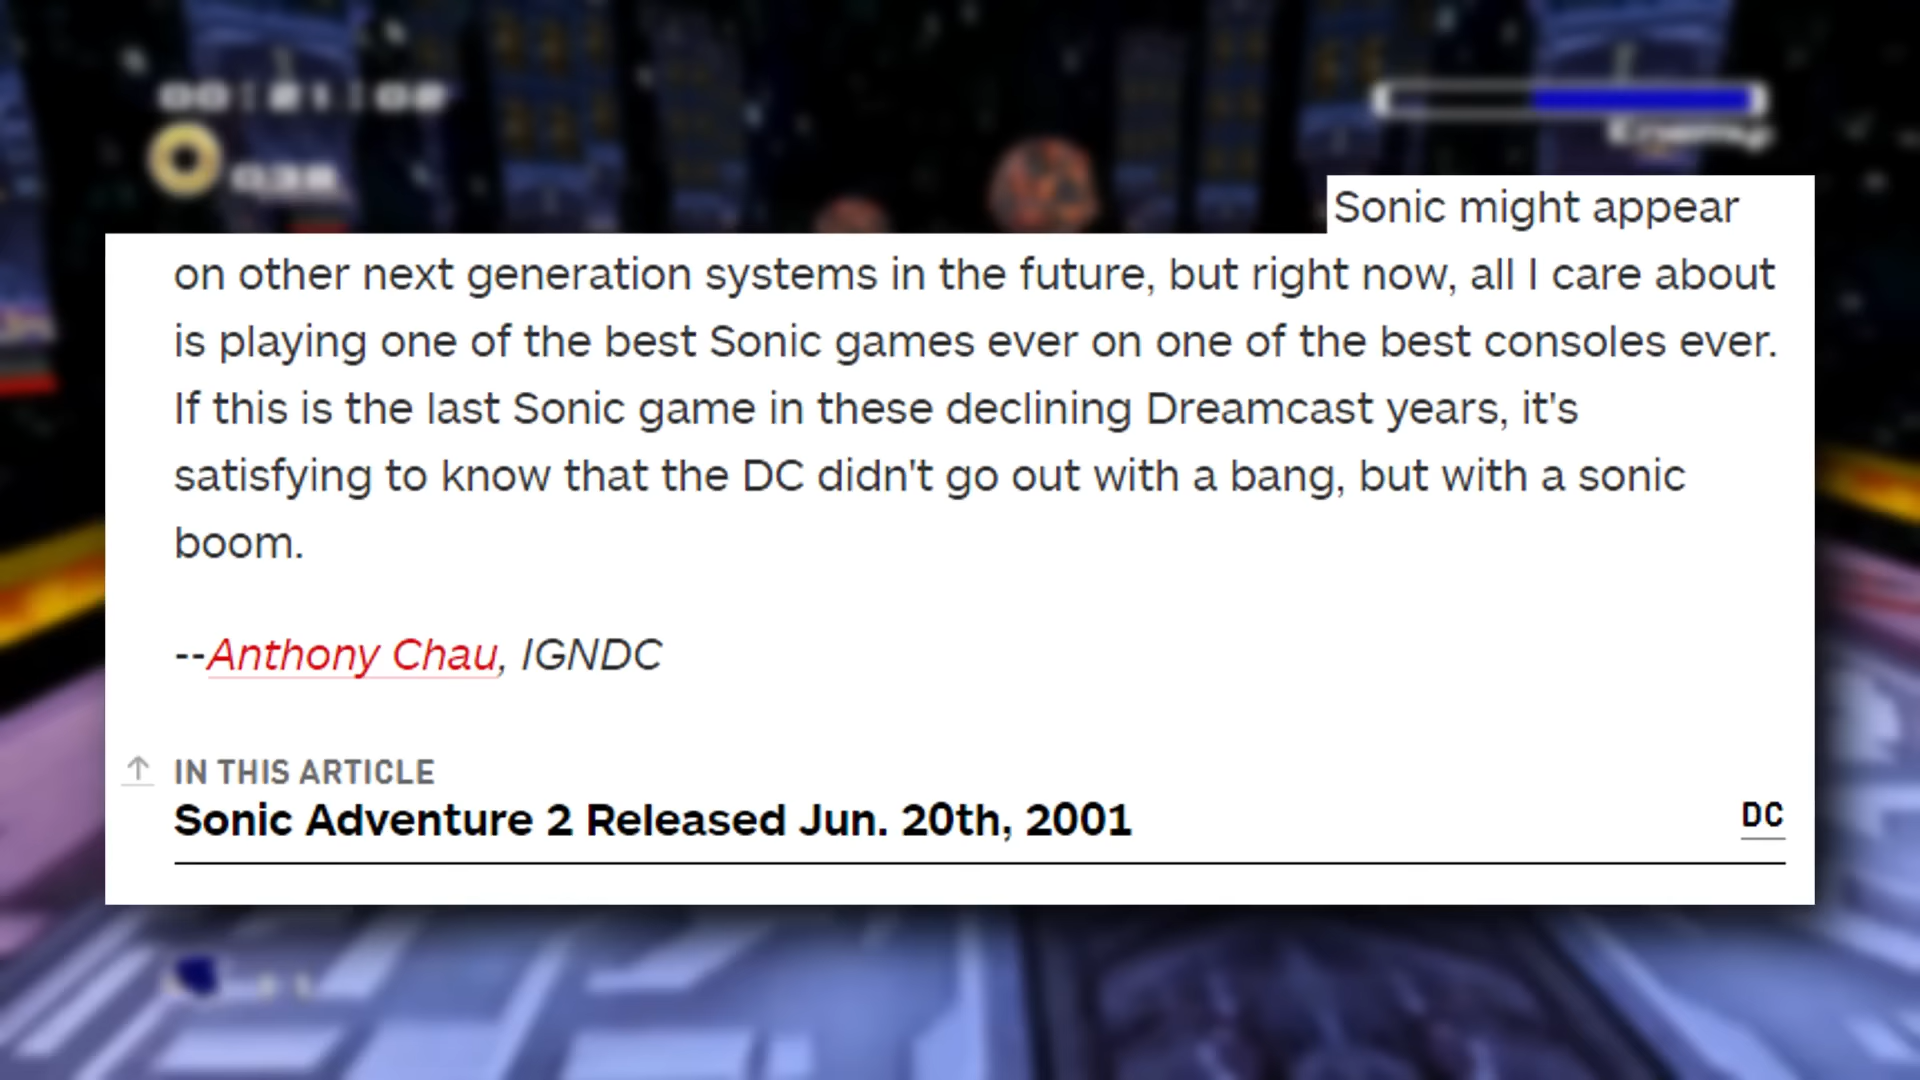 Enemy
Sonic might appear
on other next generation systems in the future, but right now, all I care about
is playing one of the best Sonic games ever on one of the best consoles ever.
If this is the last Sonic game in these declining Dreamcast years, it's
satisfying to know that the DC didn't go out with a bang, but with a sonic
boom.
--Anthony Chau, IGNDC
IN THIS ARTICLE
Sonic Adventure 2 Released Jun. 20th, 2001
DC